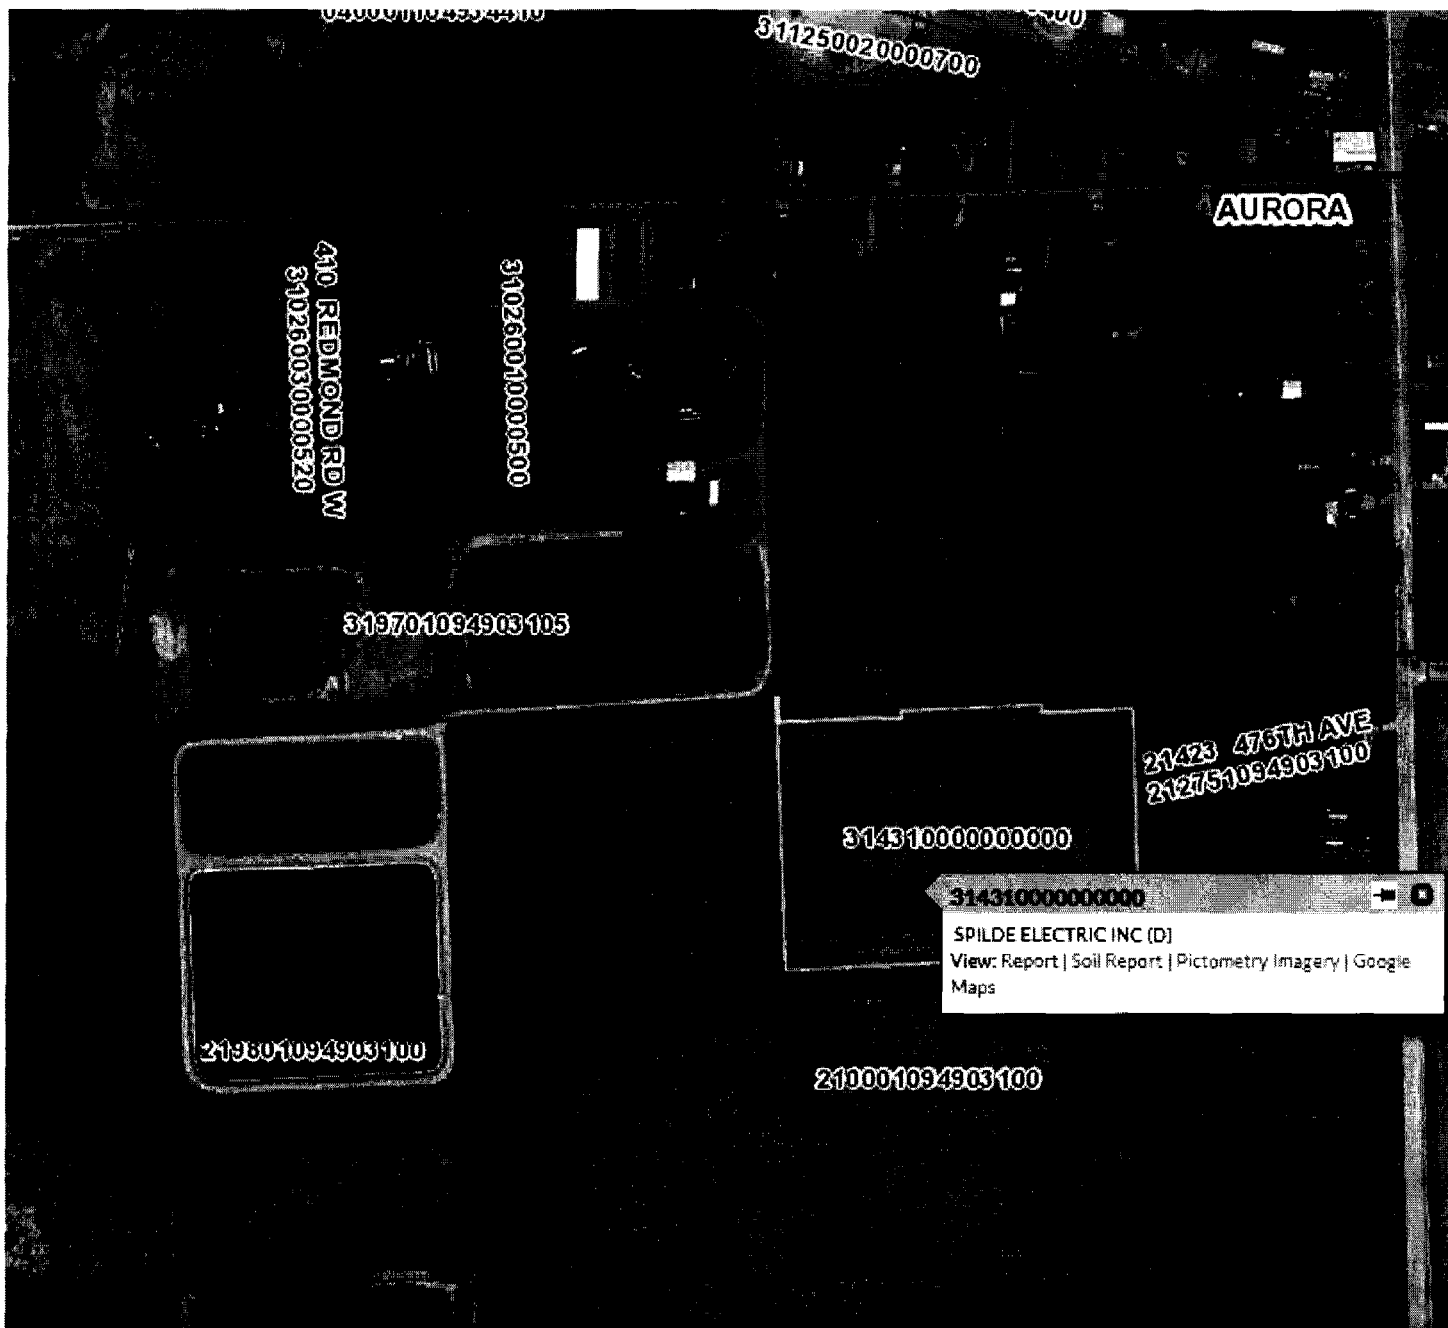 311250020000700
AURORA
410 REDMOND RD W
310260030000520
310260010000500
319701094903105
21423 476TH AVE
212751094903100
314310000000000
314310000000000
SPILDE ELECTRIC INC (D)
View: Report | Soil Report | Pictometry Imagery | Google
Maps
219801094903100
210001094903100